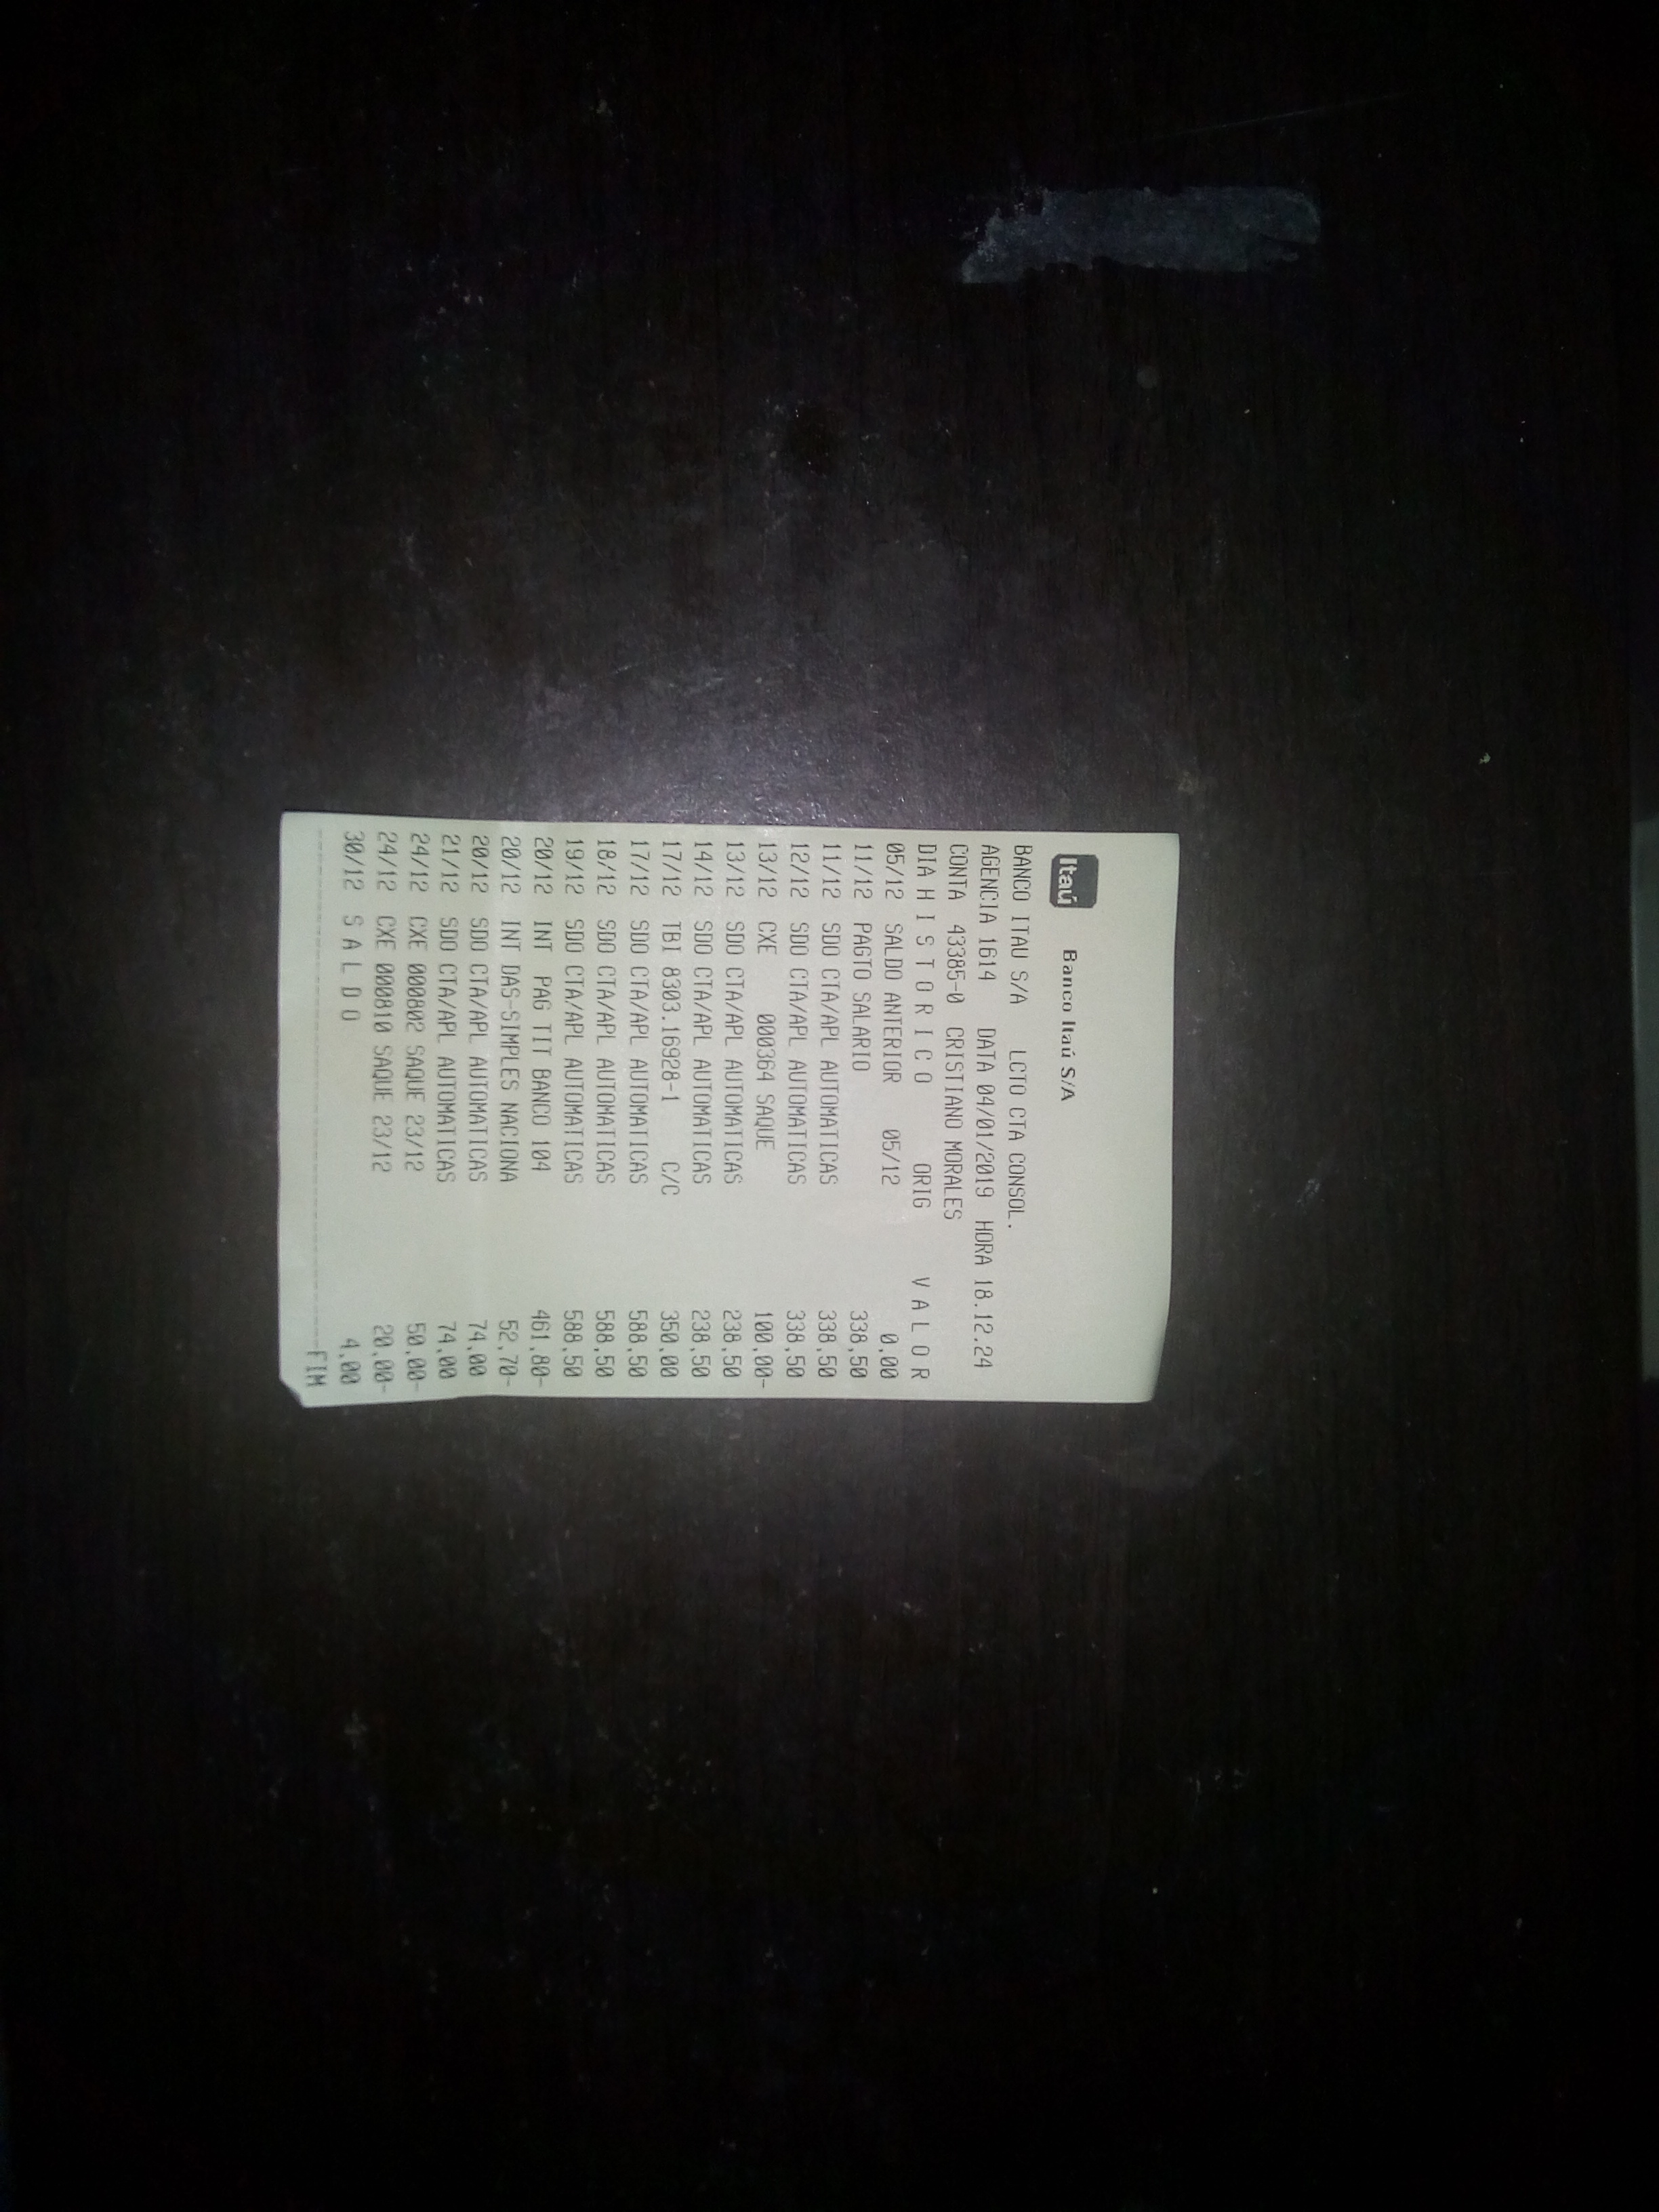 Itaú Banco Itaú S/A
BANCO ITAU S/A LCTO CTA CONSOL.
AGENCIA 1614 DATA 04/01/2019 HORA 18.12.24
CONTA 43385-0 CRISTIANO MORALES
DIA H I S T O R I C O ORIG V A L O R
05/12 SALDO ANTERIOR 05/12 0,00
11/12 PAGTO SALARIO 338,50
11/12 SDO CTA/APL AUTOMATICAS 338,50
12/12 SDO CTA/APL AUTOMATICAS 338,50
13/12 CXE 000364 SAQUE 100,00-
13/12 SDO CTA/APL AUTOMATICAS 238,50
14/12 SDO CTA/APL AUTOMATICAS 238,50
17/12 TBI 8303.16928-1 C/C 350,00
17/12 SDO CTA/APL AUTOMATICAS 588,50
18/12 SDO CTA/APL AUTOMATICAS 588,50
19/12 SDO CTA/APL AUTOMATICAS 588,50
20/12 INT PAG TIT BANCO 104 461,80-
20/12 INT DAS-SIMPLES NACIONA 52,70-
20/12 SDO CTA/APL AUTOMATICAS 74,00
21/12 SDO CTA/APL AUTOMATICAS 74,00
24/12 CXE 000802 SAQUE 23/12 50,00-
24/12 CXE 000810 SAQUE 23/12 20,00-
30/12 S A L D O 4,00
--------------------------------------------FIM